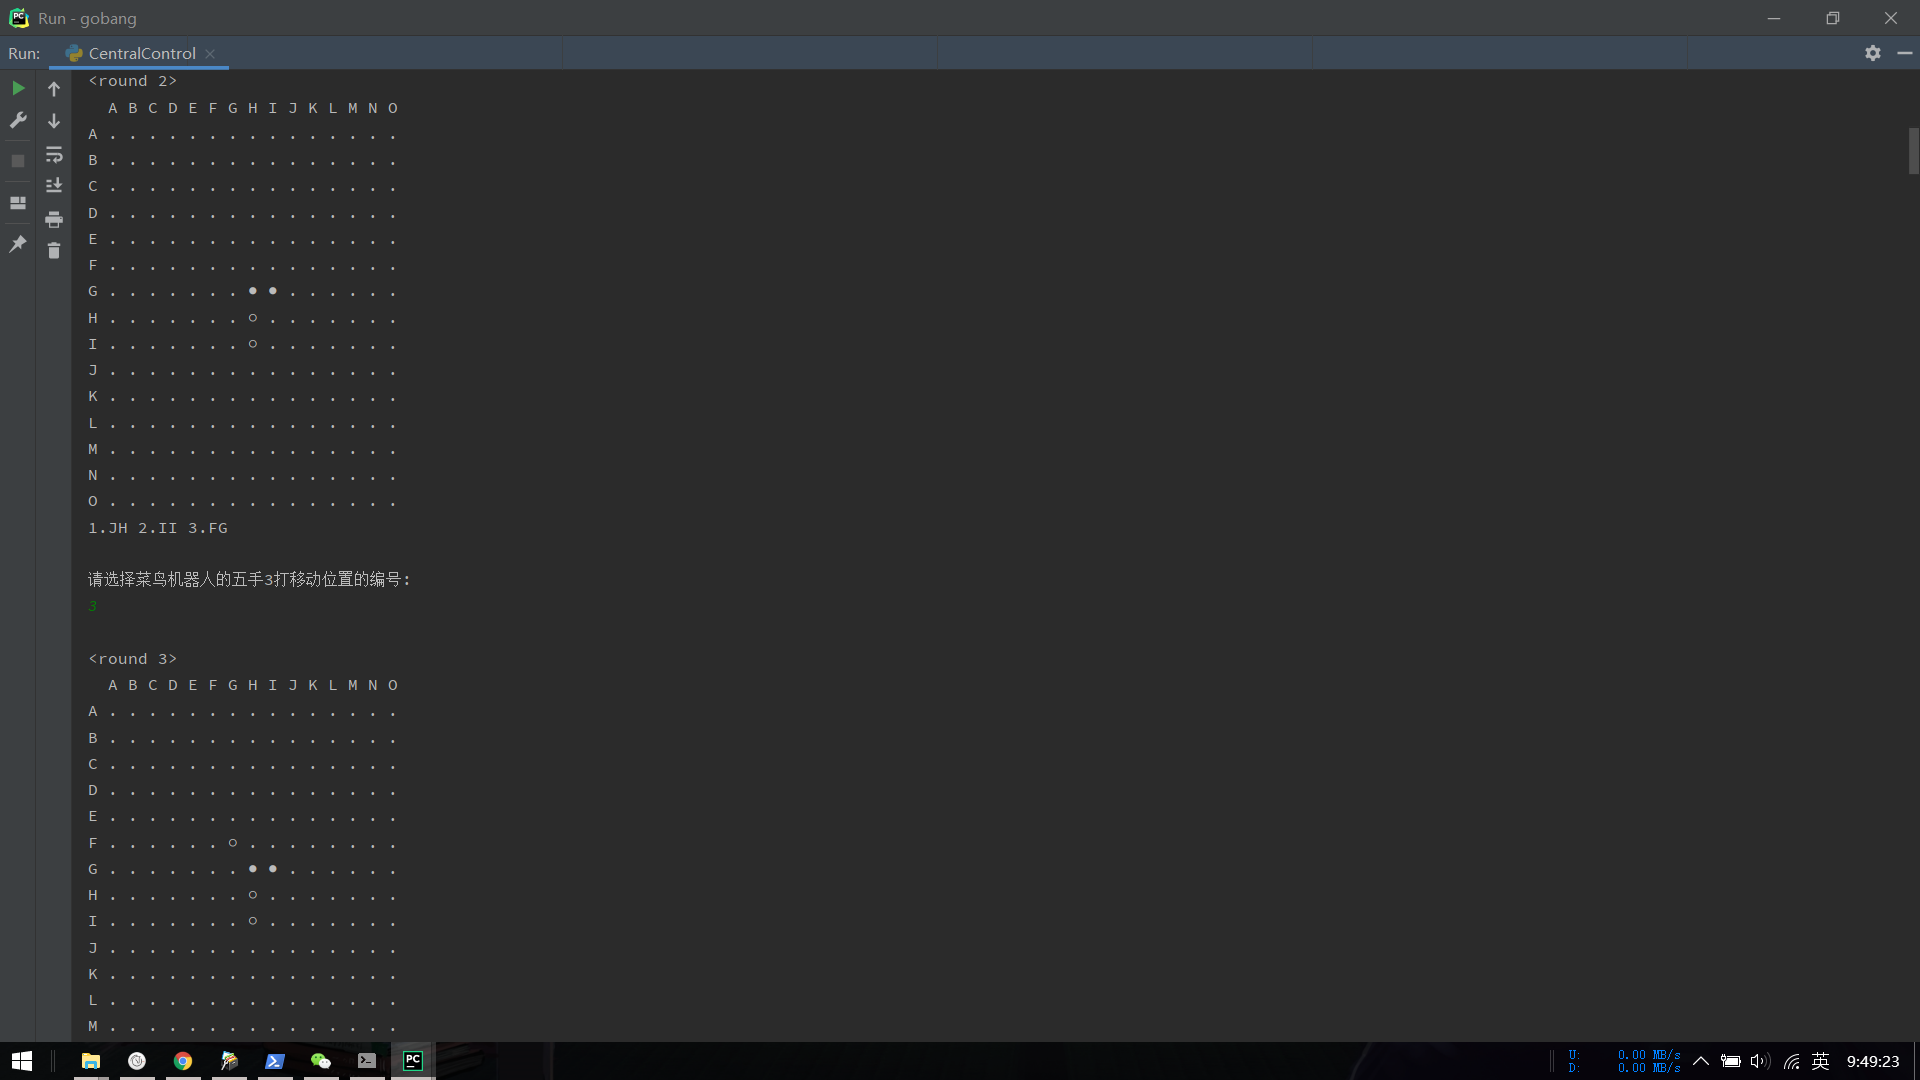 Run - gobang
Run: CentralControl
<round 2>
  A B C D E F G H I J K L M N O
A . . . . . . . . . . . . . . .
B . . . . . . . . . . . . . . .
C . . . . . . . . . . . . . . .
D . . . . . . . . . . . . . . .
E . . . . . . . . . . . . . . .
F . . . . . . . . . . . . . . .
G . . . . . . . ● ● . . . . . .
H . . . . . . . ○ . . . . . . .
I . . . . . . . ○ . . . . . . .
J . . . . . . . . . . . . . . .
K . . . . . . . . . . . . . . .
L . . . . . . . . . . . . . . .
M . . . . . . . . . . . . . . .
N . . . . . . . . . . . . . . .
O . . . . . . . . . . . . . . .
1.JH 2.II 3.FG
请选择菜鸟机器人的五手3打移动位置的编号:
3
<round 3>
  A B C D E F G H I J K L M N O
A . . . . . . . . . . . . . . .
B . . . . . . . . . . . . . . .
C . . . . . . . . . . . . . . .
D . . . . . . . . . . . . . . .
E . . . . . . . . . . . . . . .
F . . . . . . ○ . . . . . . . .
G . . . . . . . ● ● . . . . . .
H . . . . . . . ○ . . . . . . .
I . . . . . . . ○ . . . . . . .
J . . . . . . . . . . . . . . .
K . . . . . . . . . . . . . . .
L . . . . . . . . . . . . . . .
M . . . . . . . . . . . . . . .
U: 0.00 MB/s
D: 0.00 MB/s
英
9:49:23